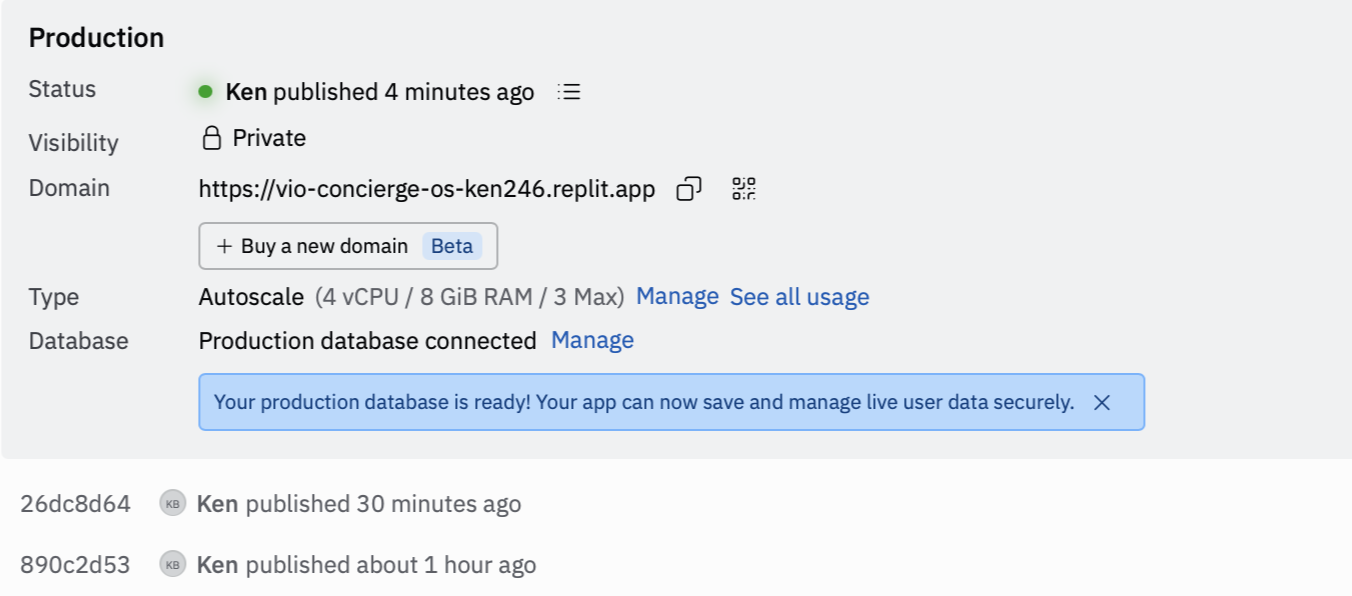 Production
Status Ken published 4 minutes ago
Visibility Private
Domain https://vio-concierge-os-ken246.replit.app
+ Buy a new domain Beta
Type Autoscale (4 vCPU / 8 GiB RAM / 3 Max) Manage See all usage
Database Production database connected Manage
Your production database is ready! Your app can now save and manage live user data securely.
26dc8d64 KB Ken published 30 minutes ago
890c2d53 KB Ken published about 1 hour ago